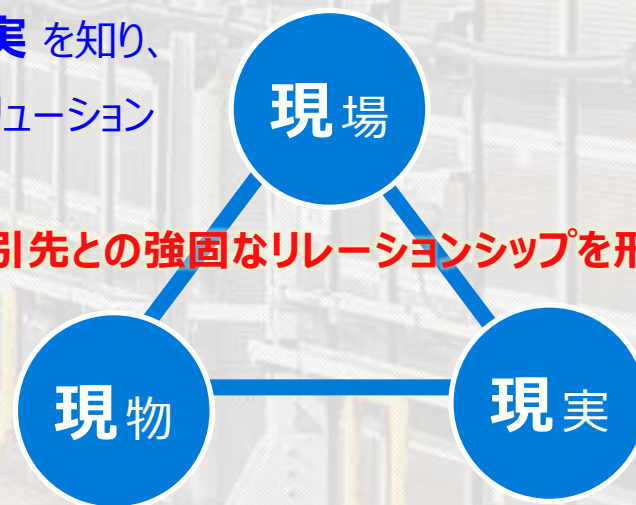 実 を知り、
リューション
現場
引先との強固なリレーションシップを
現物
現実